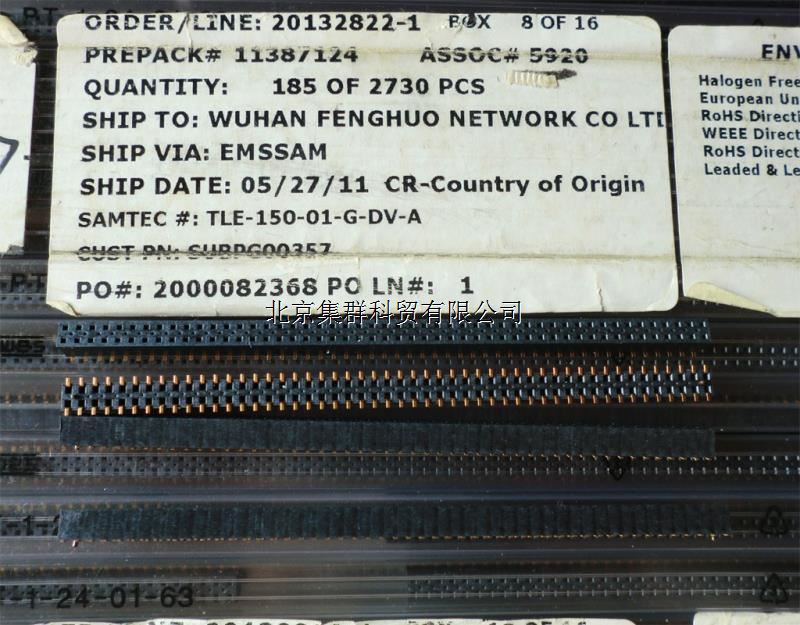 ORDER/LINE: 20132822-1 BOX 8 OF 16
PREPACK# 11387124 ASSOC# 5920
QUANTITY: 185 OF 2730 PCS
SHIP TO: WUHAN FENGHUO NETWORK CO LTD
SHIP VIA: EMSSAM
SHIP DATE: 05/27/11 CR-Country of Origin
SAMTEC #: TLE-150-01-G-DV-A
CUST PN: SUBPG00357
PO#: 2000082368 PO LN#: 1
ENV
Halogen Free
European Un
RoHS Directi
WEEE Direct
RoHS Direct
Leaded & Le
北京集群科贸有限公司
1-24-01-63